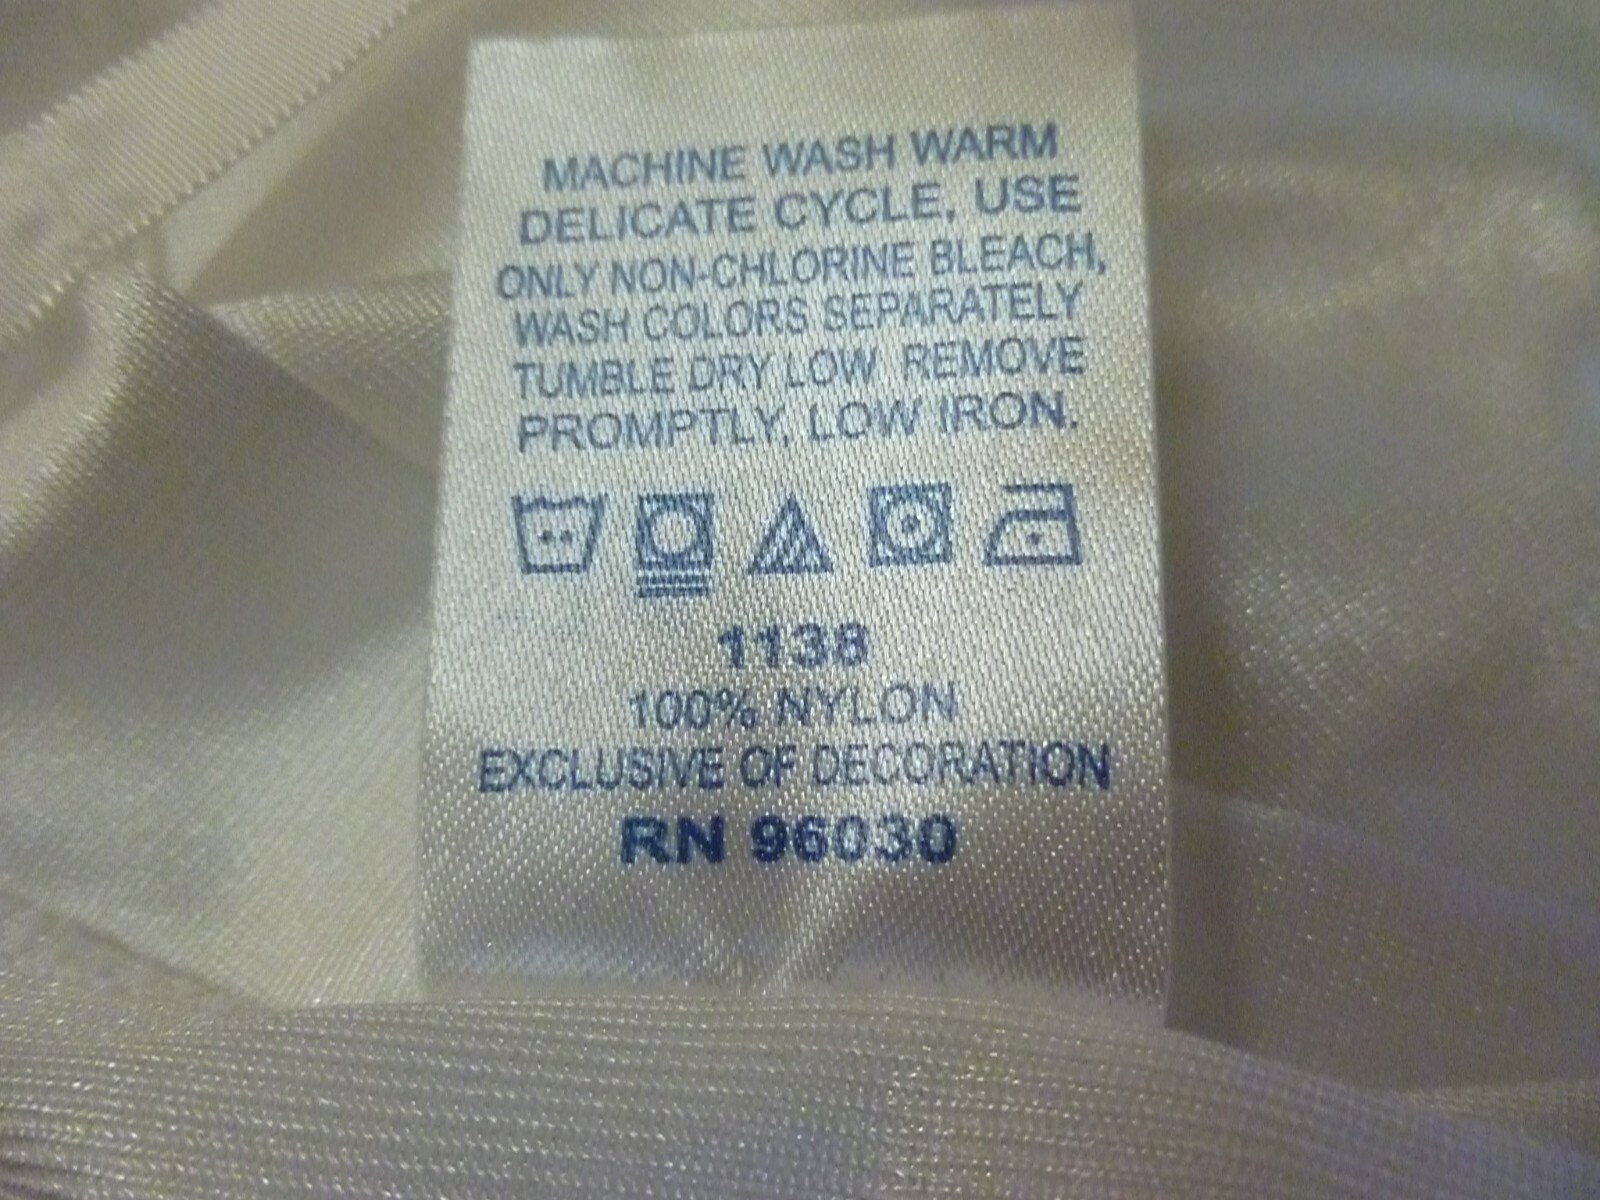 MACHINE WASH WARM
DELICATE CYCLE, USE
ONLY NON-CHLORINE BLEACH,
WASH COLORS SEPARATELY
TUMBLE DRY LOW REMOVE
PROMPTLY, LOW IRON.
1138
100% NYLON
EXCLUSIVE OF DECORATION
RN 96030